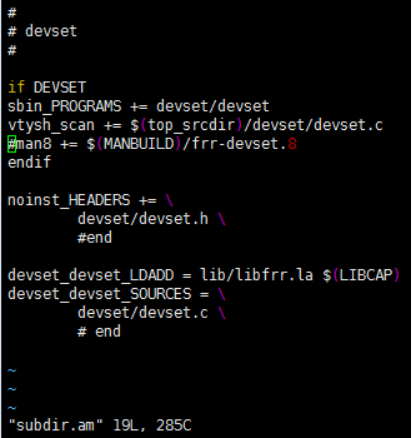 #
# devset
#
if DEVSET
sbin_PROGRAMS += devset/devset
vtysh_scan += $(top_srcdir)/devset/devset.c
#man8 += $(MANBUILD)/frr-devset.8
endif
noinst_HEADERS += \
devset/devset.h \
#end
devset_devset_LDADD = lib/libfrr.la $(LIBCAP)
devset_devset_SOURCES = \
devset/devset.c \
# end
~
~
~
"subdir.am" 19L, 285C